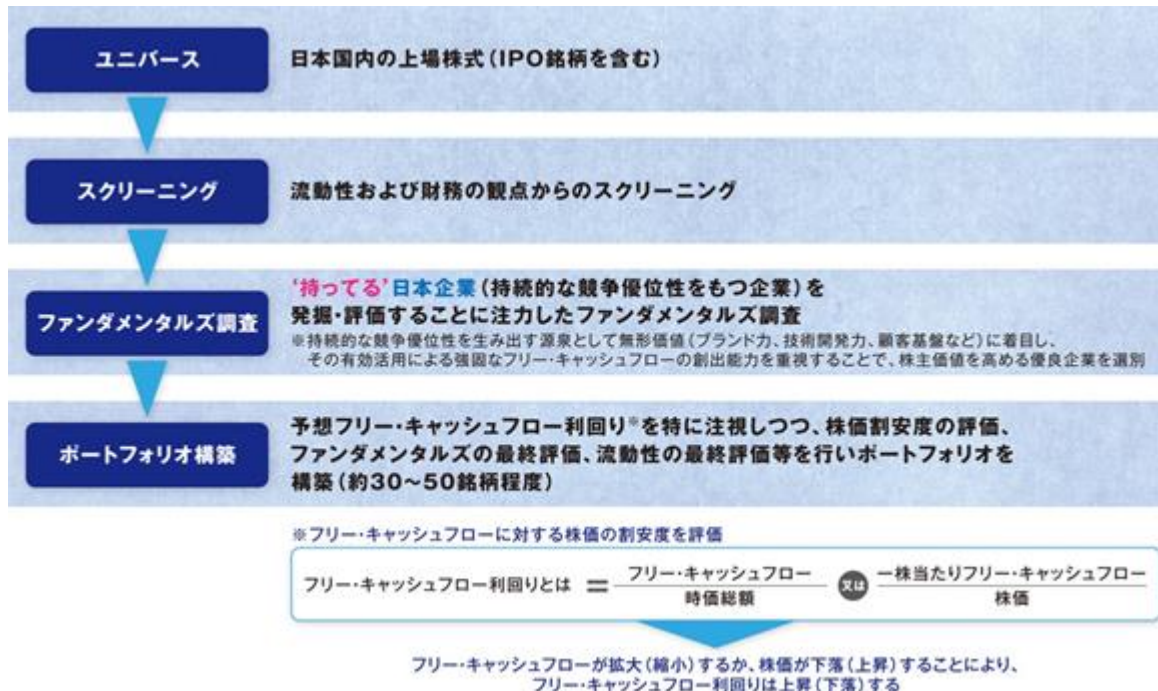 ユニバース
日本国内の上場株式(IPO銘柄を含む)
スクリーニング
流動性および財務の観点からのスクリーニング
ファンダメンタルズ調査
‘持ってる’日本企業(持続的な競争優位性をもつ企業)を
発掘・評価することに注力したファンダメンタルズ調査
※持続的な競争優位性を生み出す源泉として無形価値(ブランド力、技術開発力、顧客基盤など)に着目し、
その有効活用による強固なフリー・キャッシュフローの創出能力を重視することで、株主価値を高める優良企業を選別
ポートフォリオ構築
予想フリー・キャッシュフロー利回り※を特に注視しつつ、株価割安度の評価、
ファンダメンタルズの最終評価、流動性の最終評価等を行いポートフォリオを
構築(約30〜50銘柄程度)
※フリー・キャッシュフローに対する株価の割安度を評価
フリー・キャッシュフロー利回りとは = フリー・キャッシュフロー 又は 一株当たりフリー・キャッシュフロー
時価総額 株価
フリー・キャッシュフローが拡大(縮小)するか、株価が下落(上昇)することにより、
フリー・キャッシュフロー利回りは上昇(下落)する